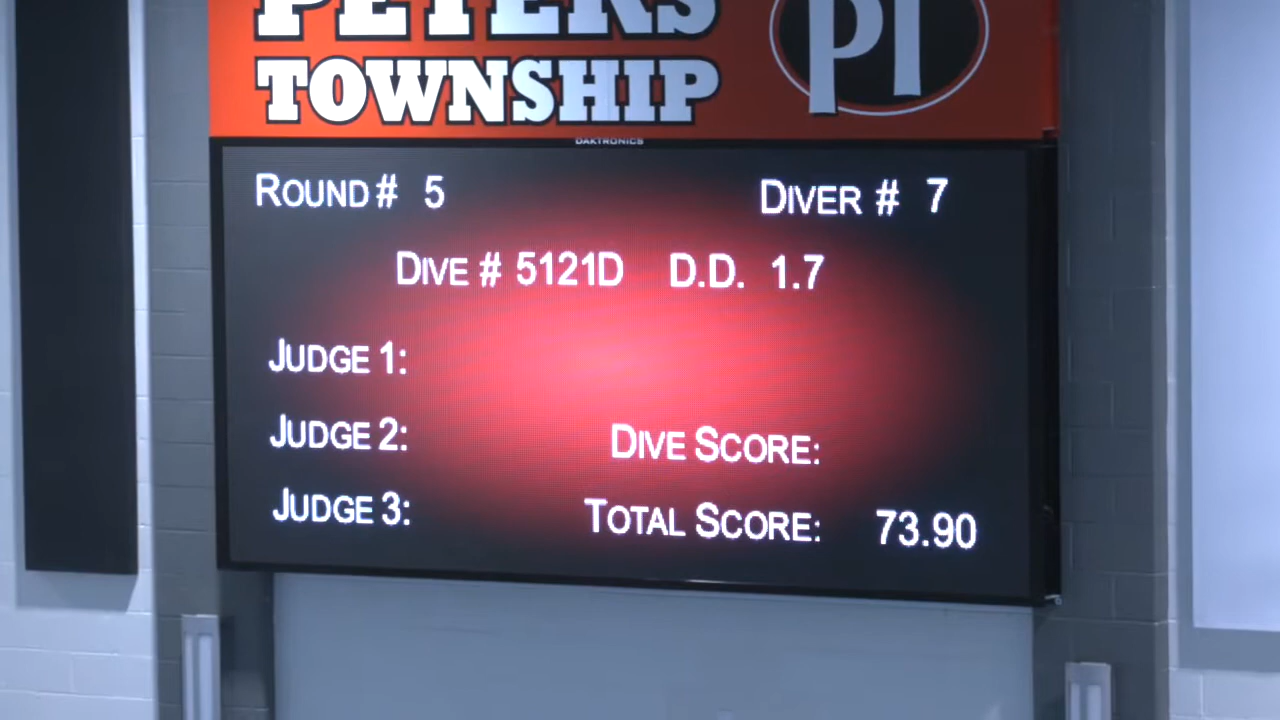 PETERS
TOWNSHIP
PT
DAKTRONICS
ROUND # 5
DIVER # 7
DIVE # 5121D D.D. 1.7
JUDGE 1:
JUDGE 2:
DIVE SCORE:
JUDGE 3:
TOTAL SCORE: 73.90